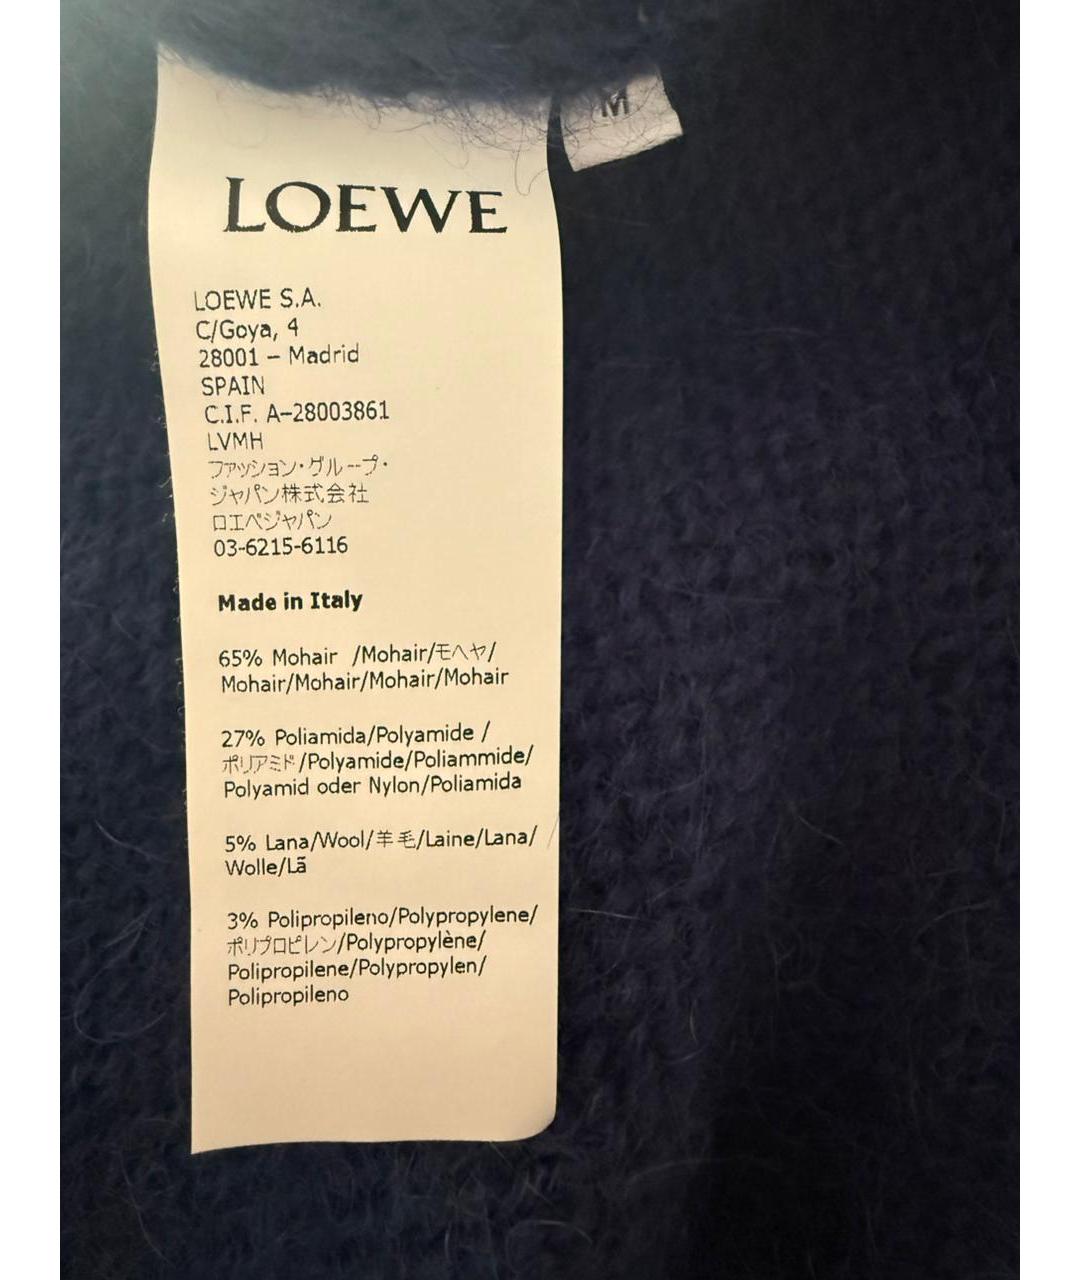 M
LOEWE
LOEWE S.A.
C/Goya, 4
28001 – Madrid
SPAIN
C.I.F. A–28003861
LVMH
ファッション・グループ・
ジャパン株式会社
ロエベジャパン
03-6215-6116
Made in Italy
65% Mohair /Mohair/モヘヤ/
Mohair/Mohair/Mohair/Mohair
27% Poliamida/Polyamide /
ポリアミド/Polyamide/Poliammide/
Polyamid oder Nylon/Poliamida
5% Lana/Wool/羊毛/Laine/Lana/
Wolle/Lã
3% Polipropileno/Polypropylene/
ポリプロピレン/Polypropylène/
Polipropilene/Polypropylen/
Polipropileno